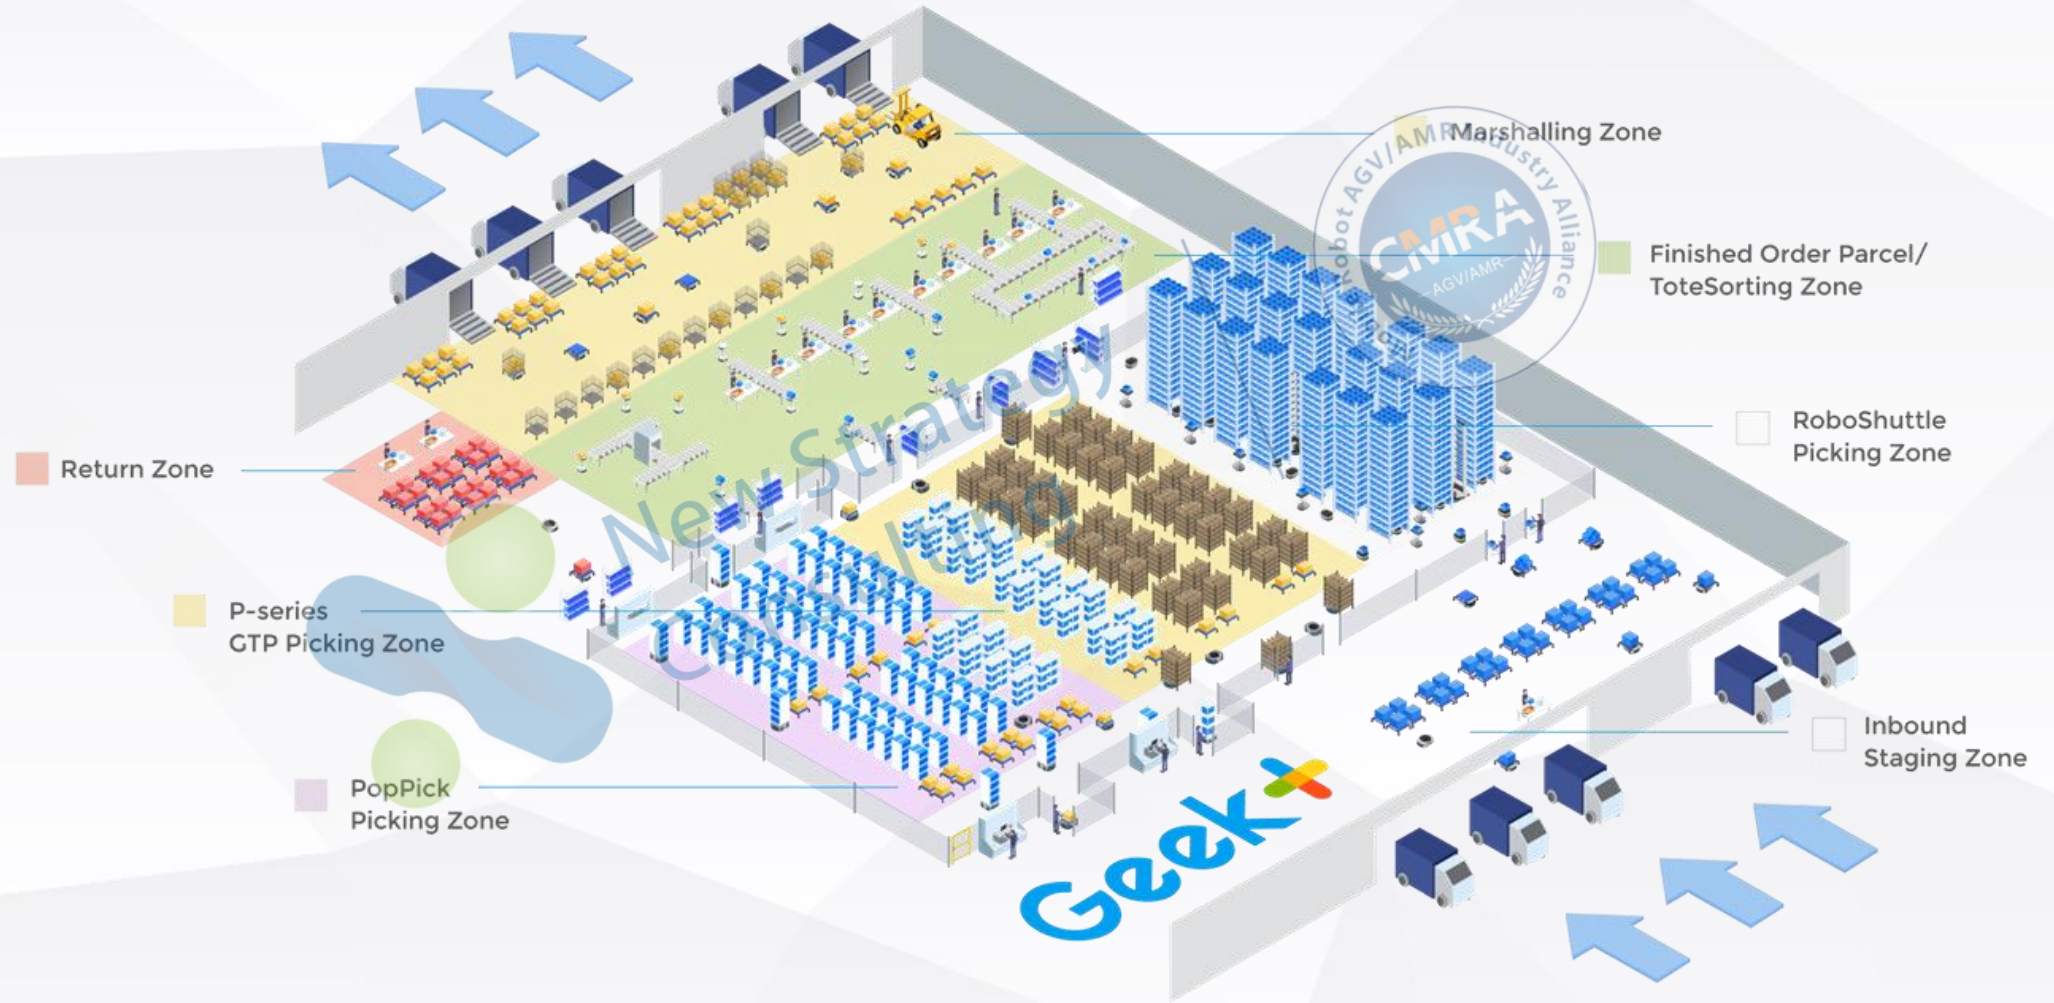 Marshalling Zone
Robot AGV/AMR Industry Alliance
CMRA
AGV/AMR
Finished Order Parcel/
ToteSorting Zone
RoboShuttle
Picking Zone
Return Zone
New Strategy
Consulting
P-series
GTP Picking Zone
Inbound
Staging Zone
PopPick
Picking Zone
Geek+